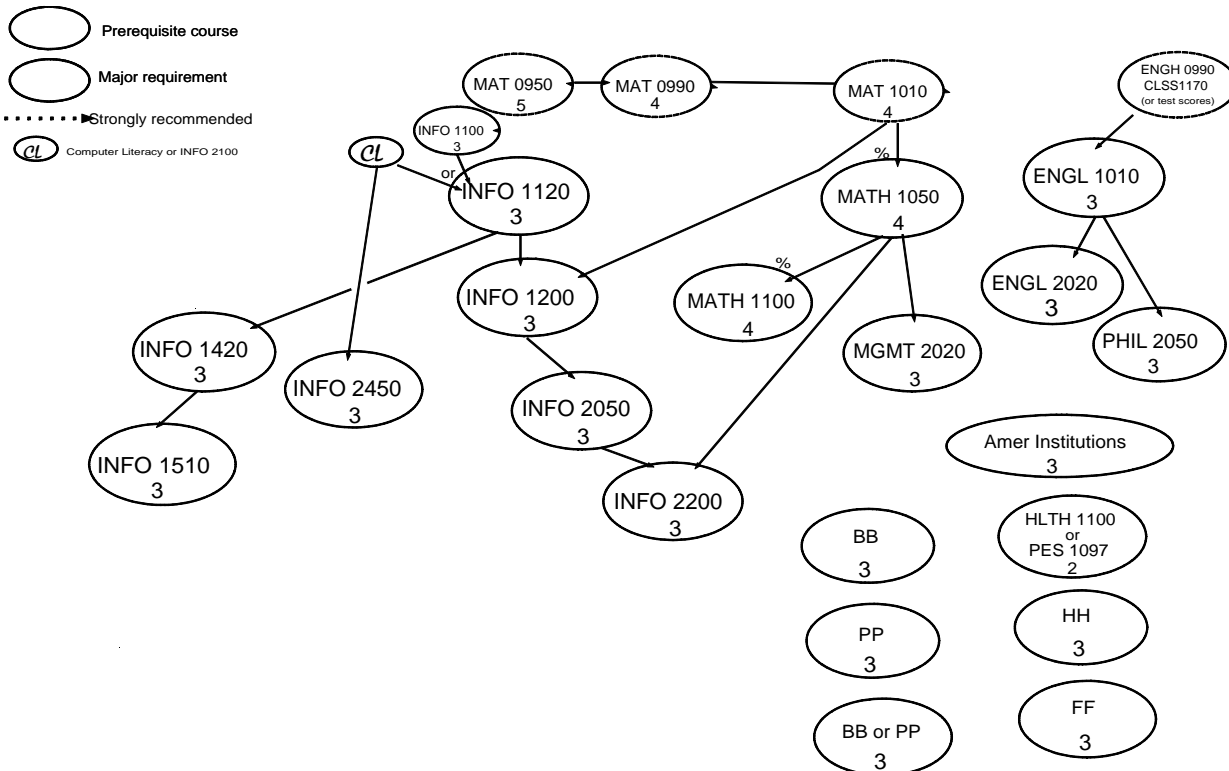 Prerequisite course
Major requirement
Strongly recommended
CL
Computer Literacy or INFO 2100
MAT 0950
5
MAT 0990
4
MAT 1010
4
ENGH 0990
CLSS1170
(or test scores)
INFO 1100
3
CL
or
%
INFO 1120
3
MATH 1050
4
ENGL 1010
3
INFO 1200
3
%
MATH 1100
4
ENGL 2020
3
INFO 1420
3
MGMT 2020
3
PHIL 2050
3
INFO 2450
3
INFO 2050
3
Amer Institutions
3
INFO 1510
3
INFO 2200
3
BB
3
HLTH 1100
or
PES 1097
2
PP
3
HH
3
BB or PP
3
FF
3